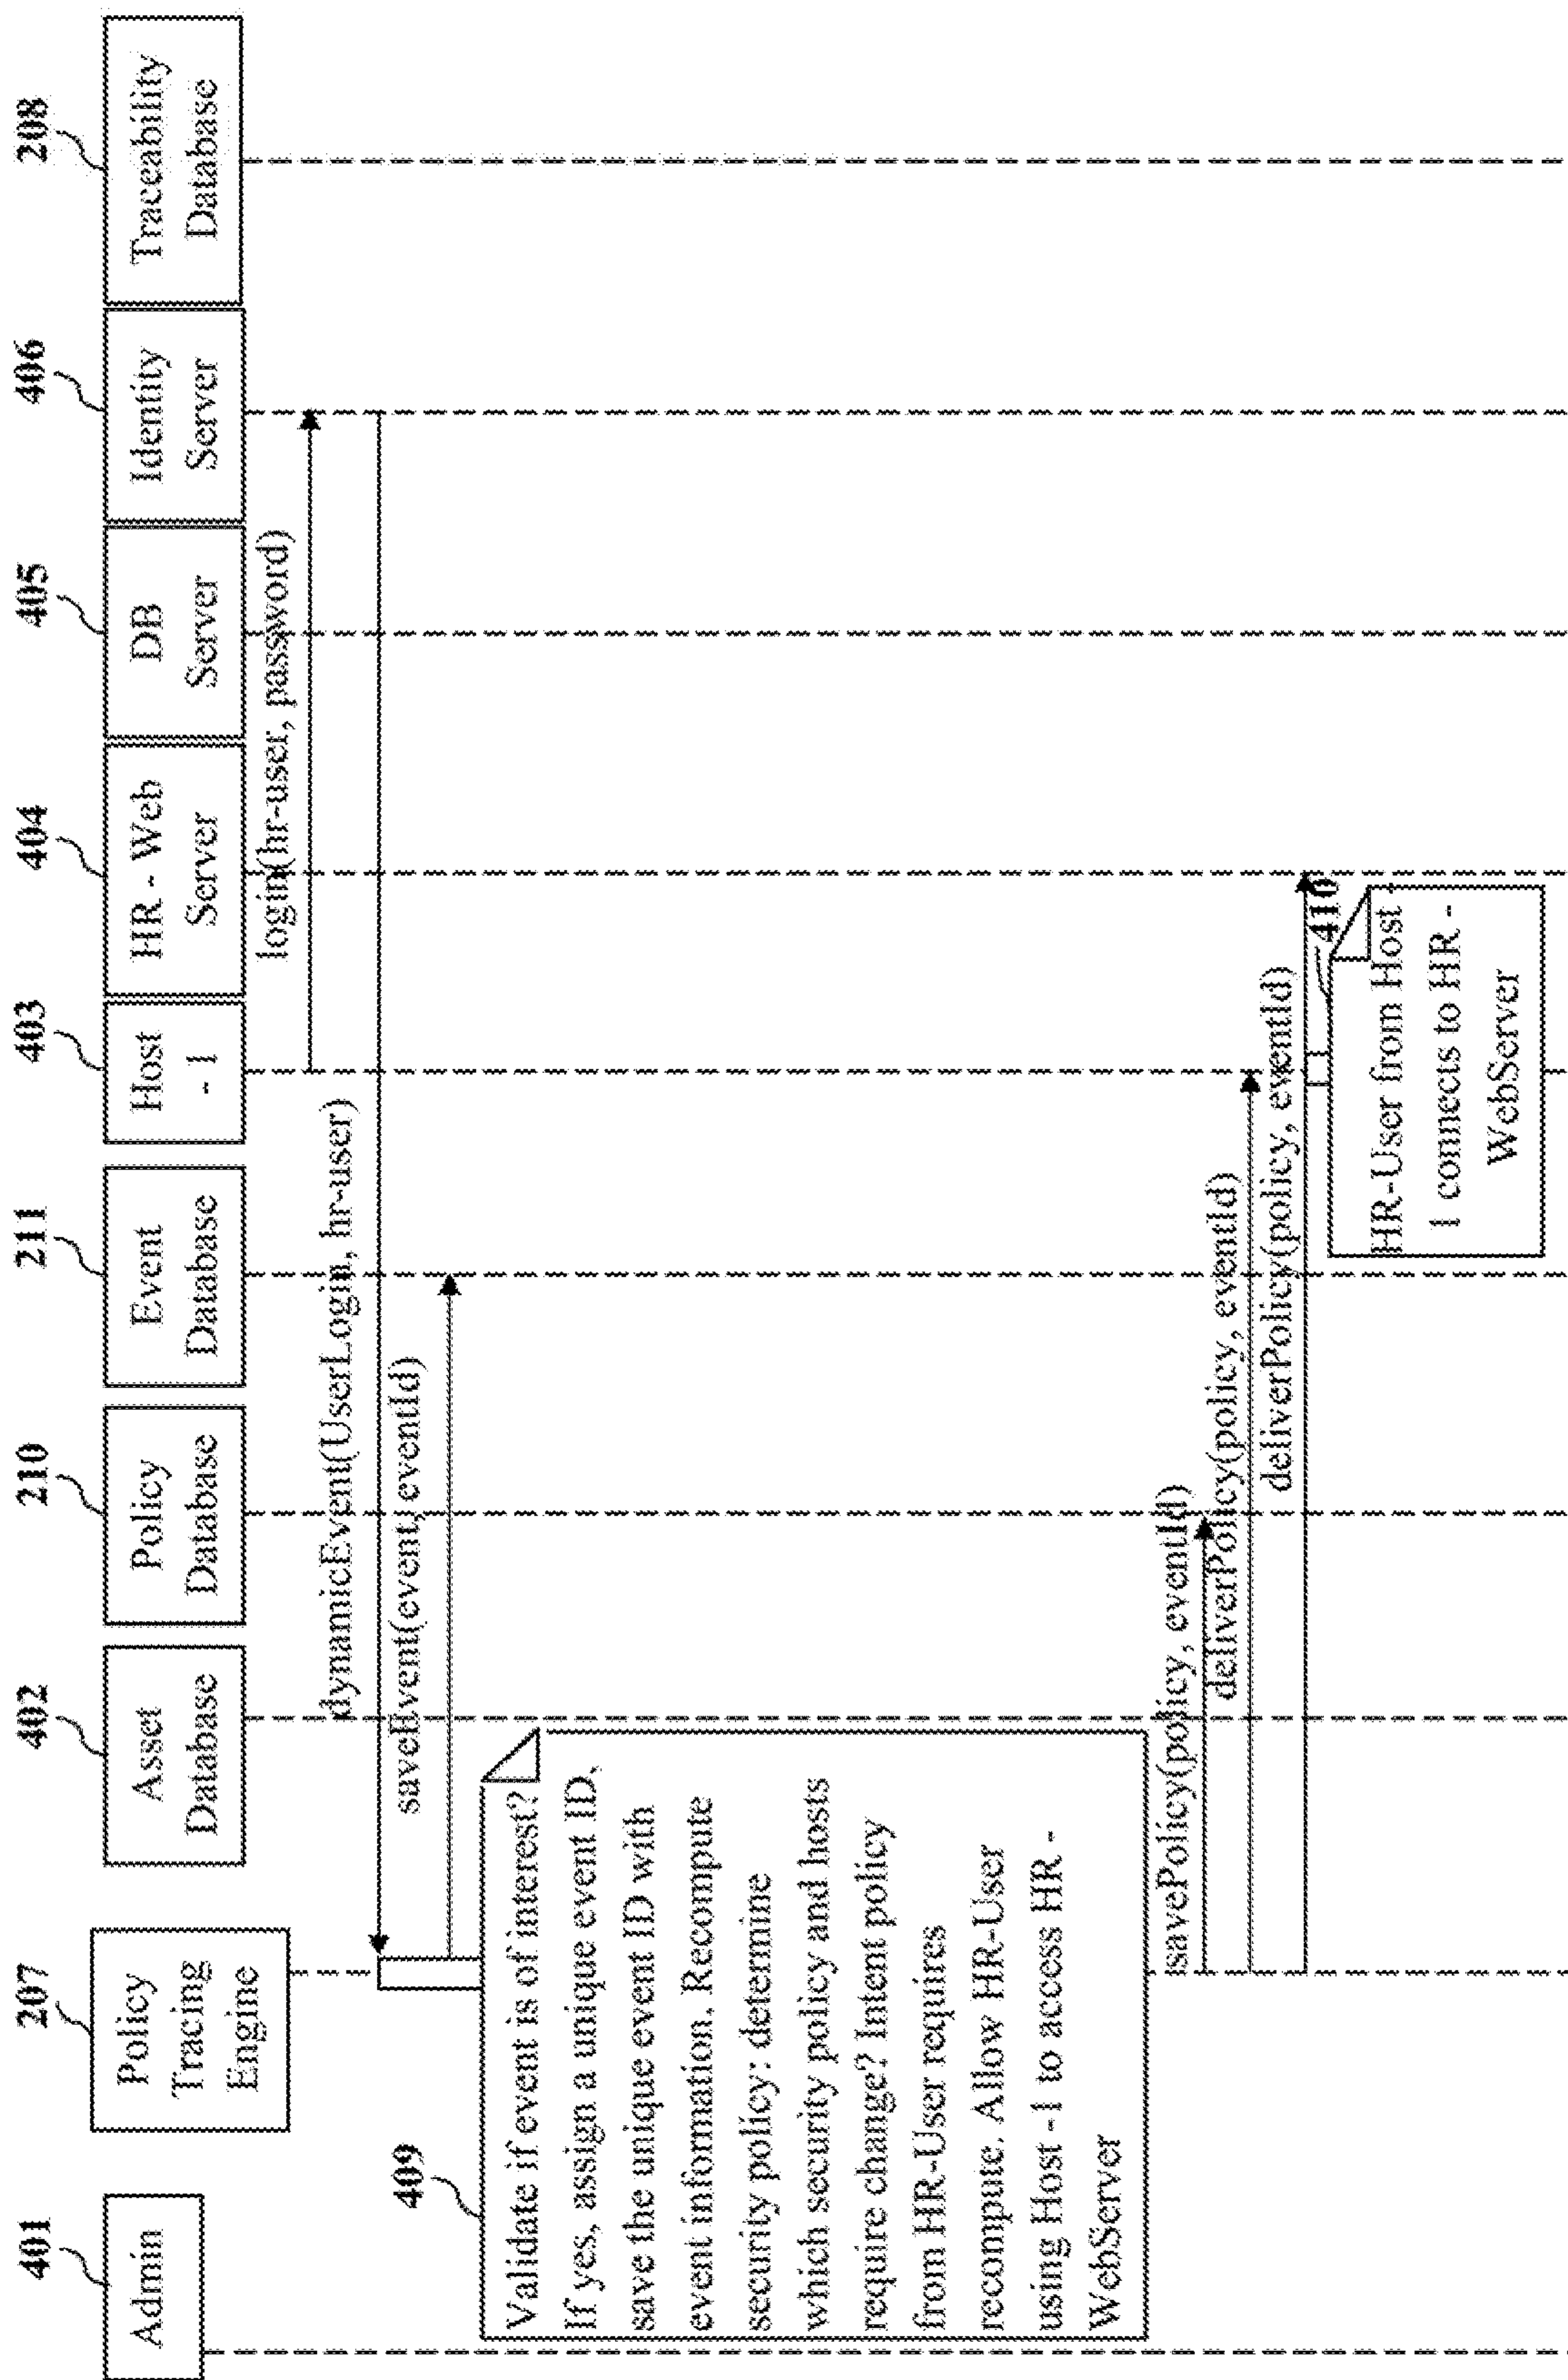 401
Admin
207
Policy
Tracing
Engine
402
Asset
Database
210
Policy
Database
211
Event
Database
403
Host
- 1
404
HR - Web
Server
405
DB
Server
406
Identity
Server
208
Traceability
Database
login(hr-user, password)
dynamicEvent(UserLogin, hr-user)
saveEvent(event, eventId)
409
Validate if event is of interest?
If yes, assign a unique event ID,
save the unique event ID with
event information. Recompute
security policy: determine
which security policy and hosts
require change? Intent policy
from HR-User requires
recompute. Allow HR-User
using Host -1 to access HR -
WebServer
savePolicy(policy, eventId)
deliverPolicy(policy, eventId)
deliverPolicy(policy, eventId)
410
HR-User from Host -
1 connects to HR -
WebServer